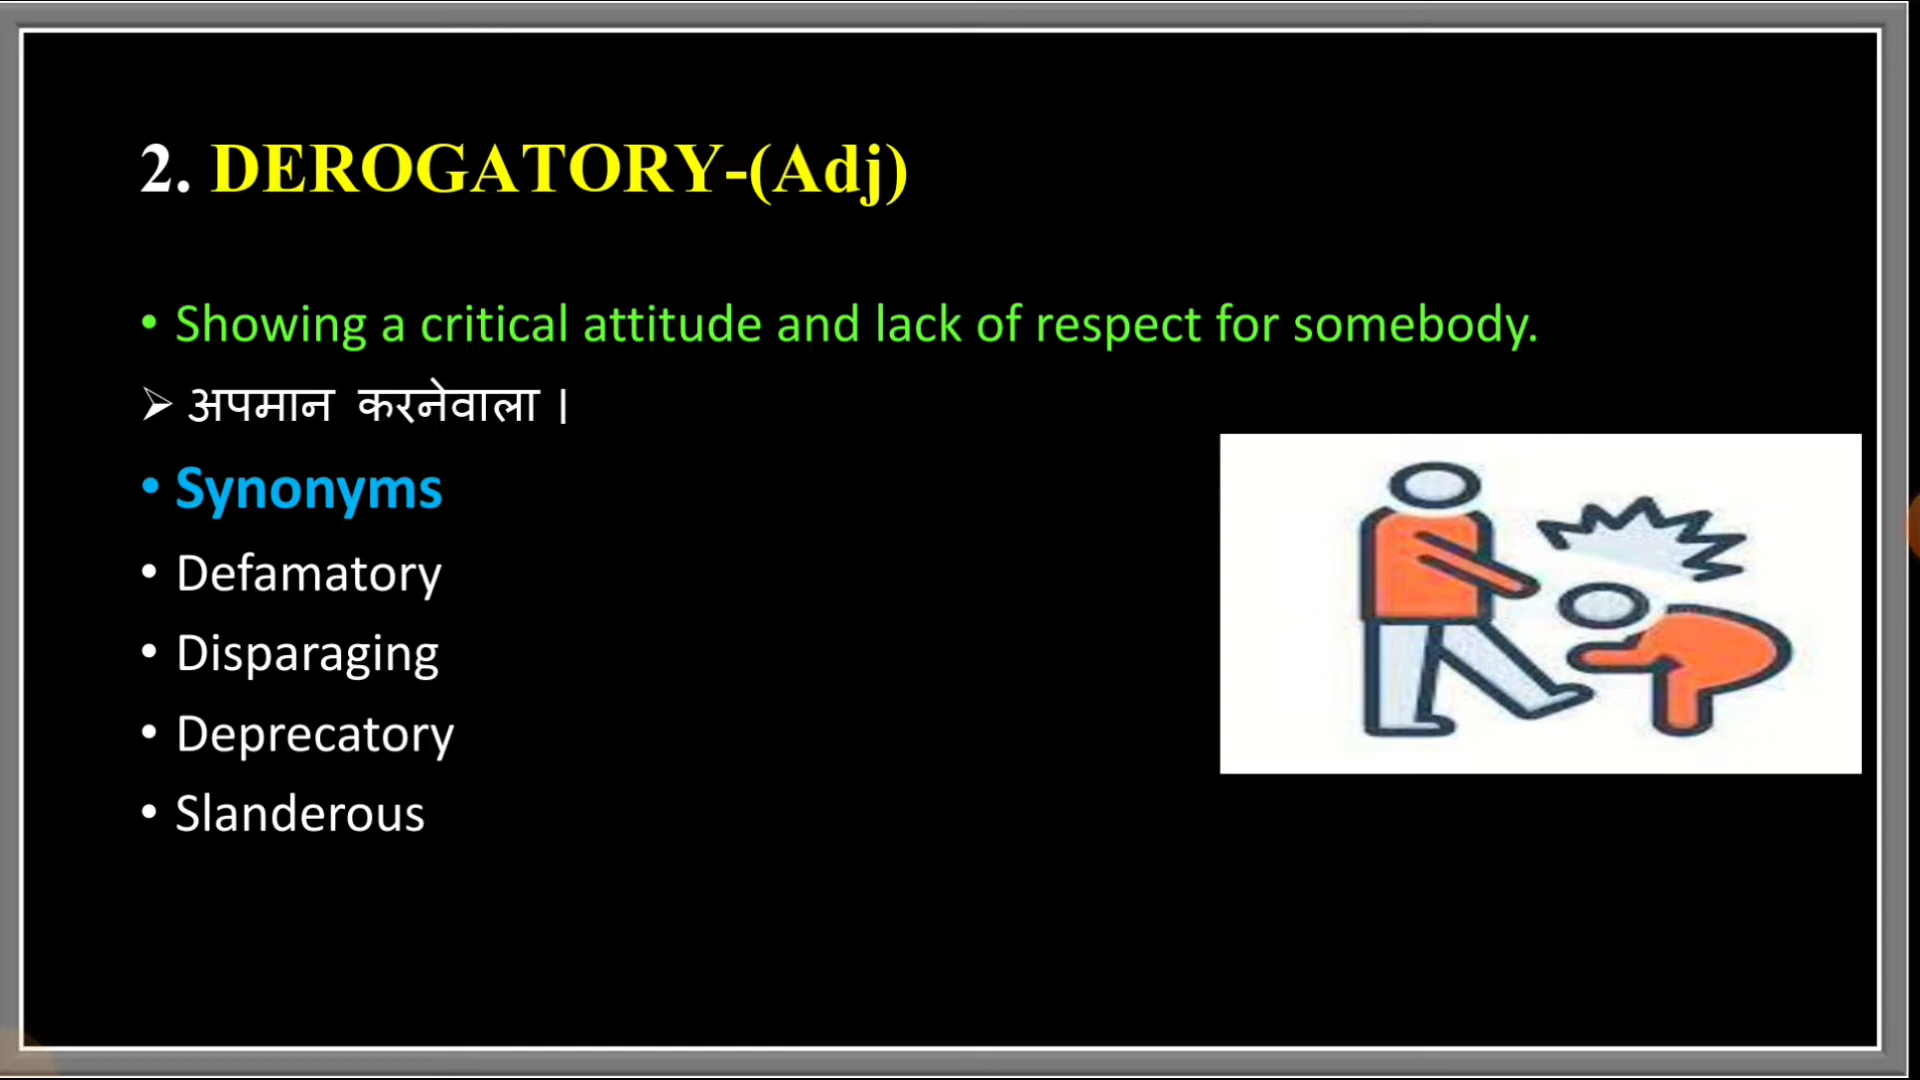 2. DEROGATORY-(Adj)
• Showing a critical attitude and lack of respect for somebody.
➢ अपमान करनेवाला ।
• Synonyms
• Defamatory
• Disparaging
• Deprecatory
• Slanderous